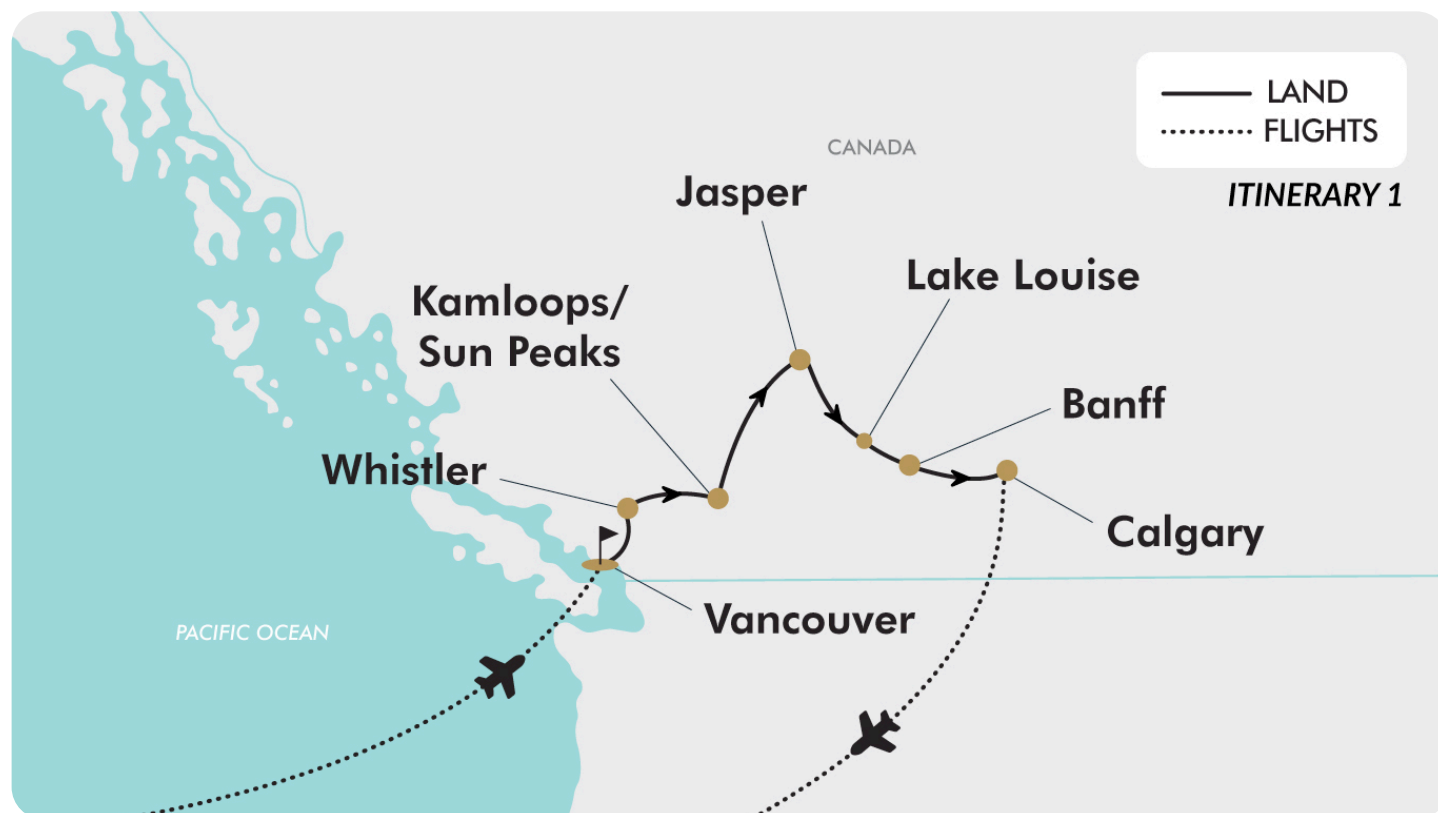 LAND
FLIGHTS
CANADA
ITINERARY 1
Jasper
Lake Louise
Kamloops/
Sun Peaks
Banff
Whistler
Calgary
Vancouver
PACIFIC OCEAN